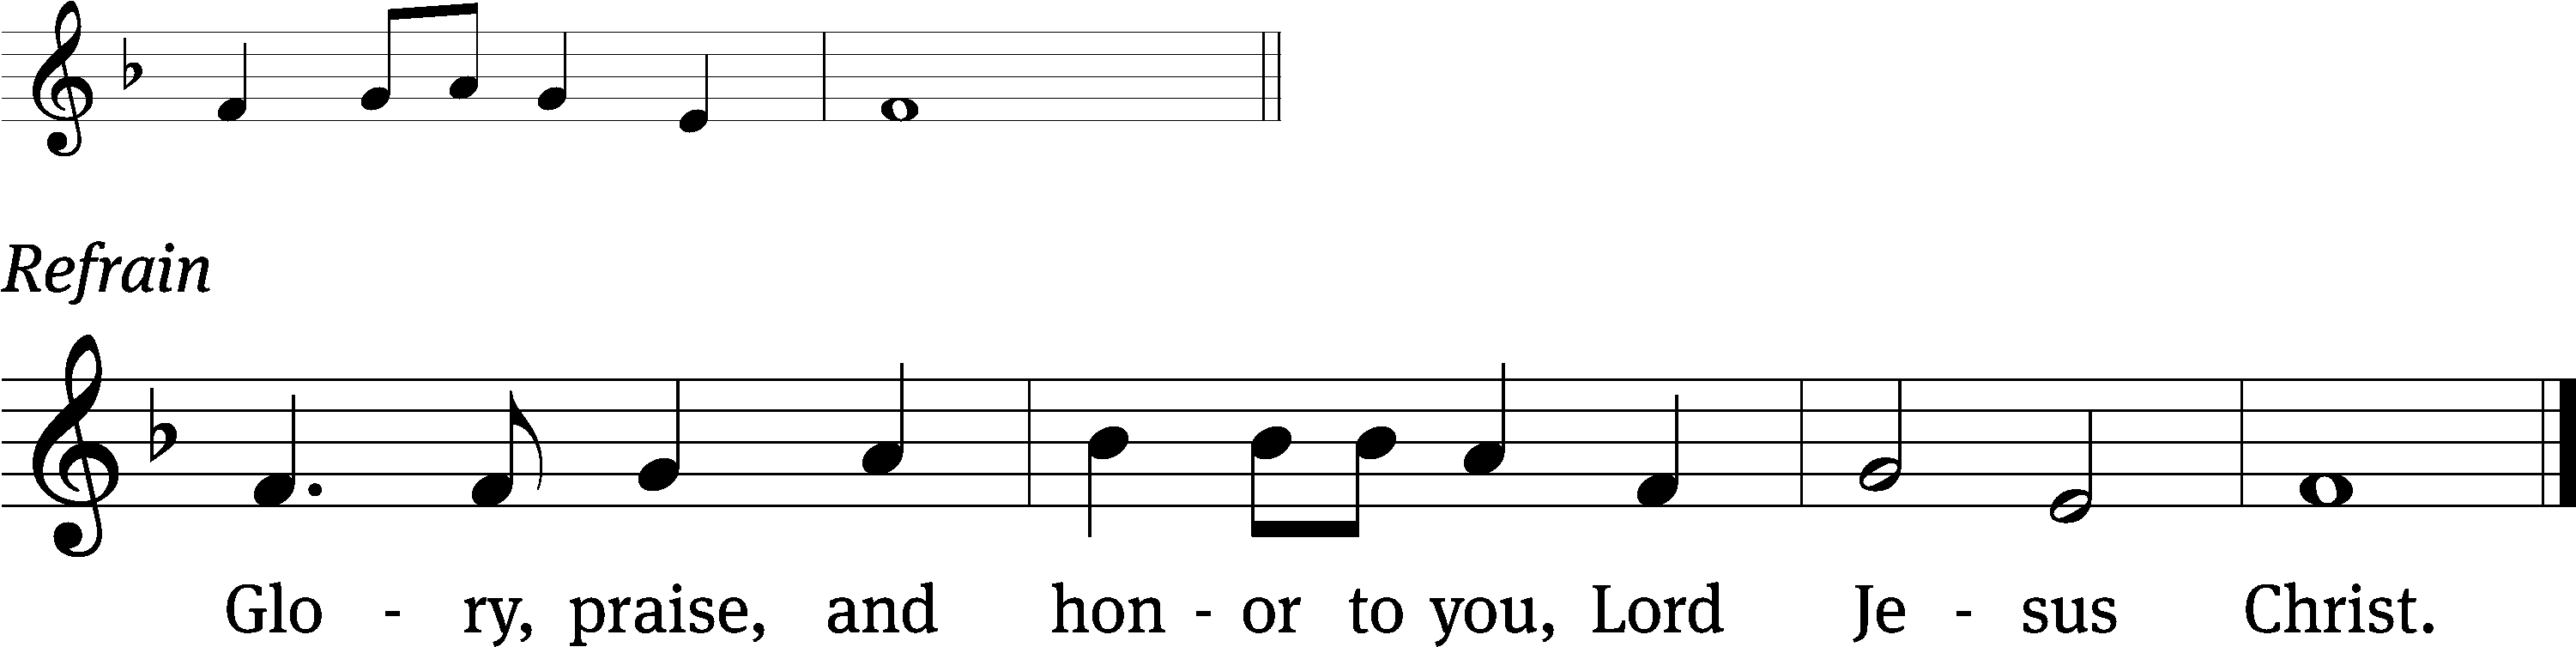 Refrain
Glo - ry, praise, and hon - or to you, Lord Je - sus Christ.